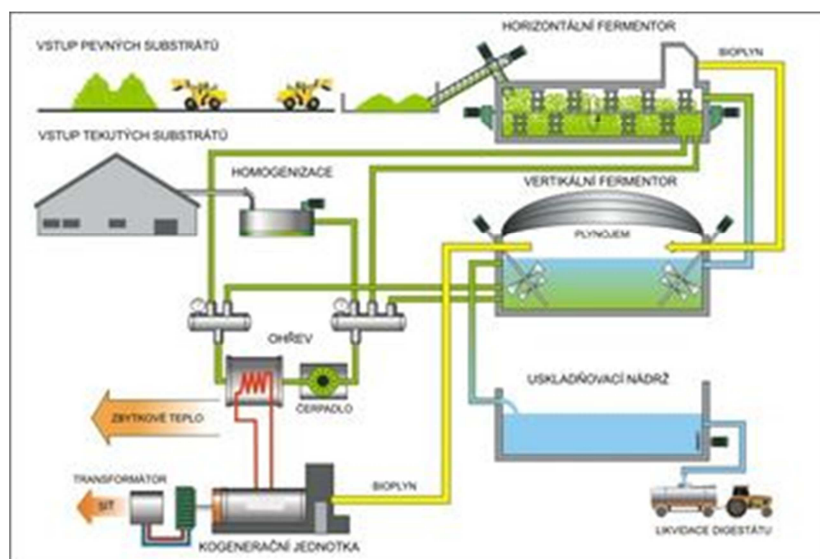 HORIZONTÁLNÍ FERMENTOR
VSTUP PEVNÝCH SUBSTRÁTŮ
BIOPLYN
VSTUP TEKUTÝCH SUBSTRÁTŮ
HOMOGENIZACE
VERTIKÁLNÍ FERMENTOR
PLYNOJEM
OHŘEV
USKLADŇOVACÍ NÁDRŽ
ČERPADLO
ZBYTKOVÉ TEPLO
TRANSFORMÁTOR
BIOPLYN
SÍŤ
LIKVIDACE DIGESTÁTU
KOGENERAČNÍ JEDNOTKA